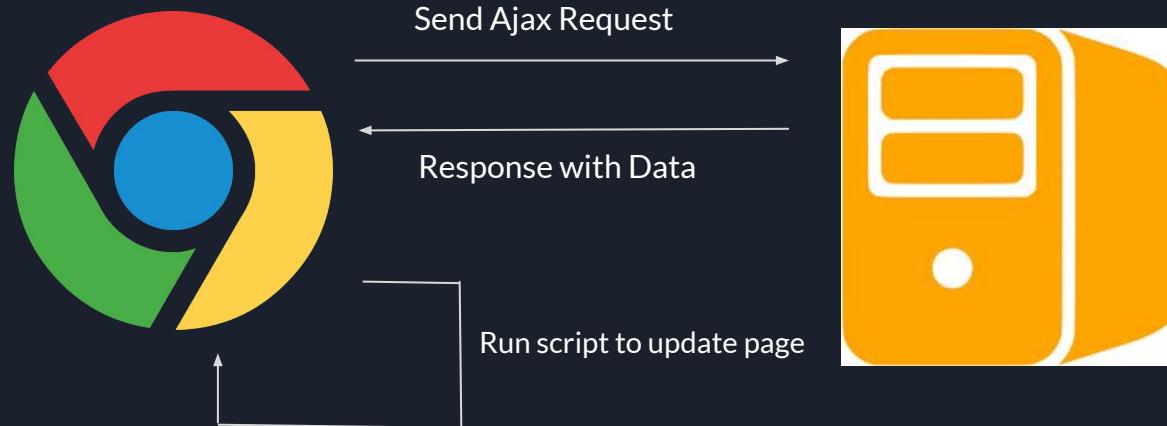 Send Ajax Request
Response with Data
Run script to update page